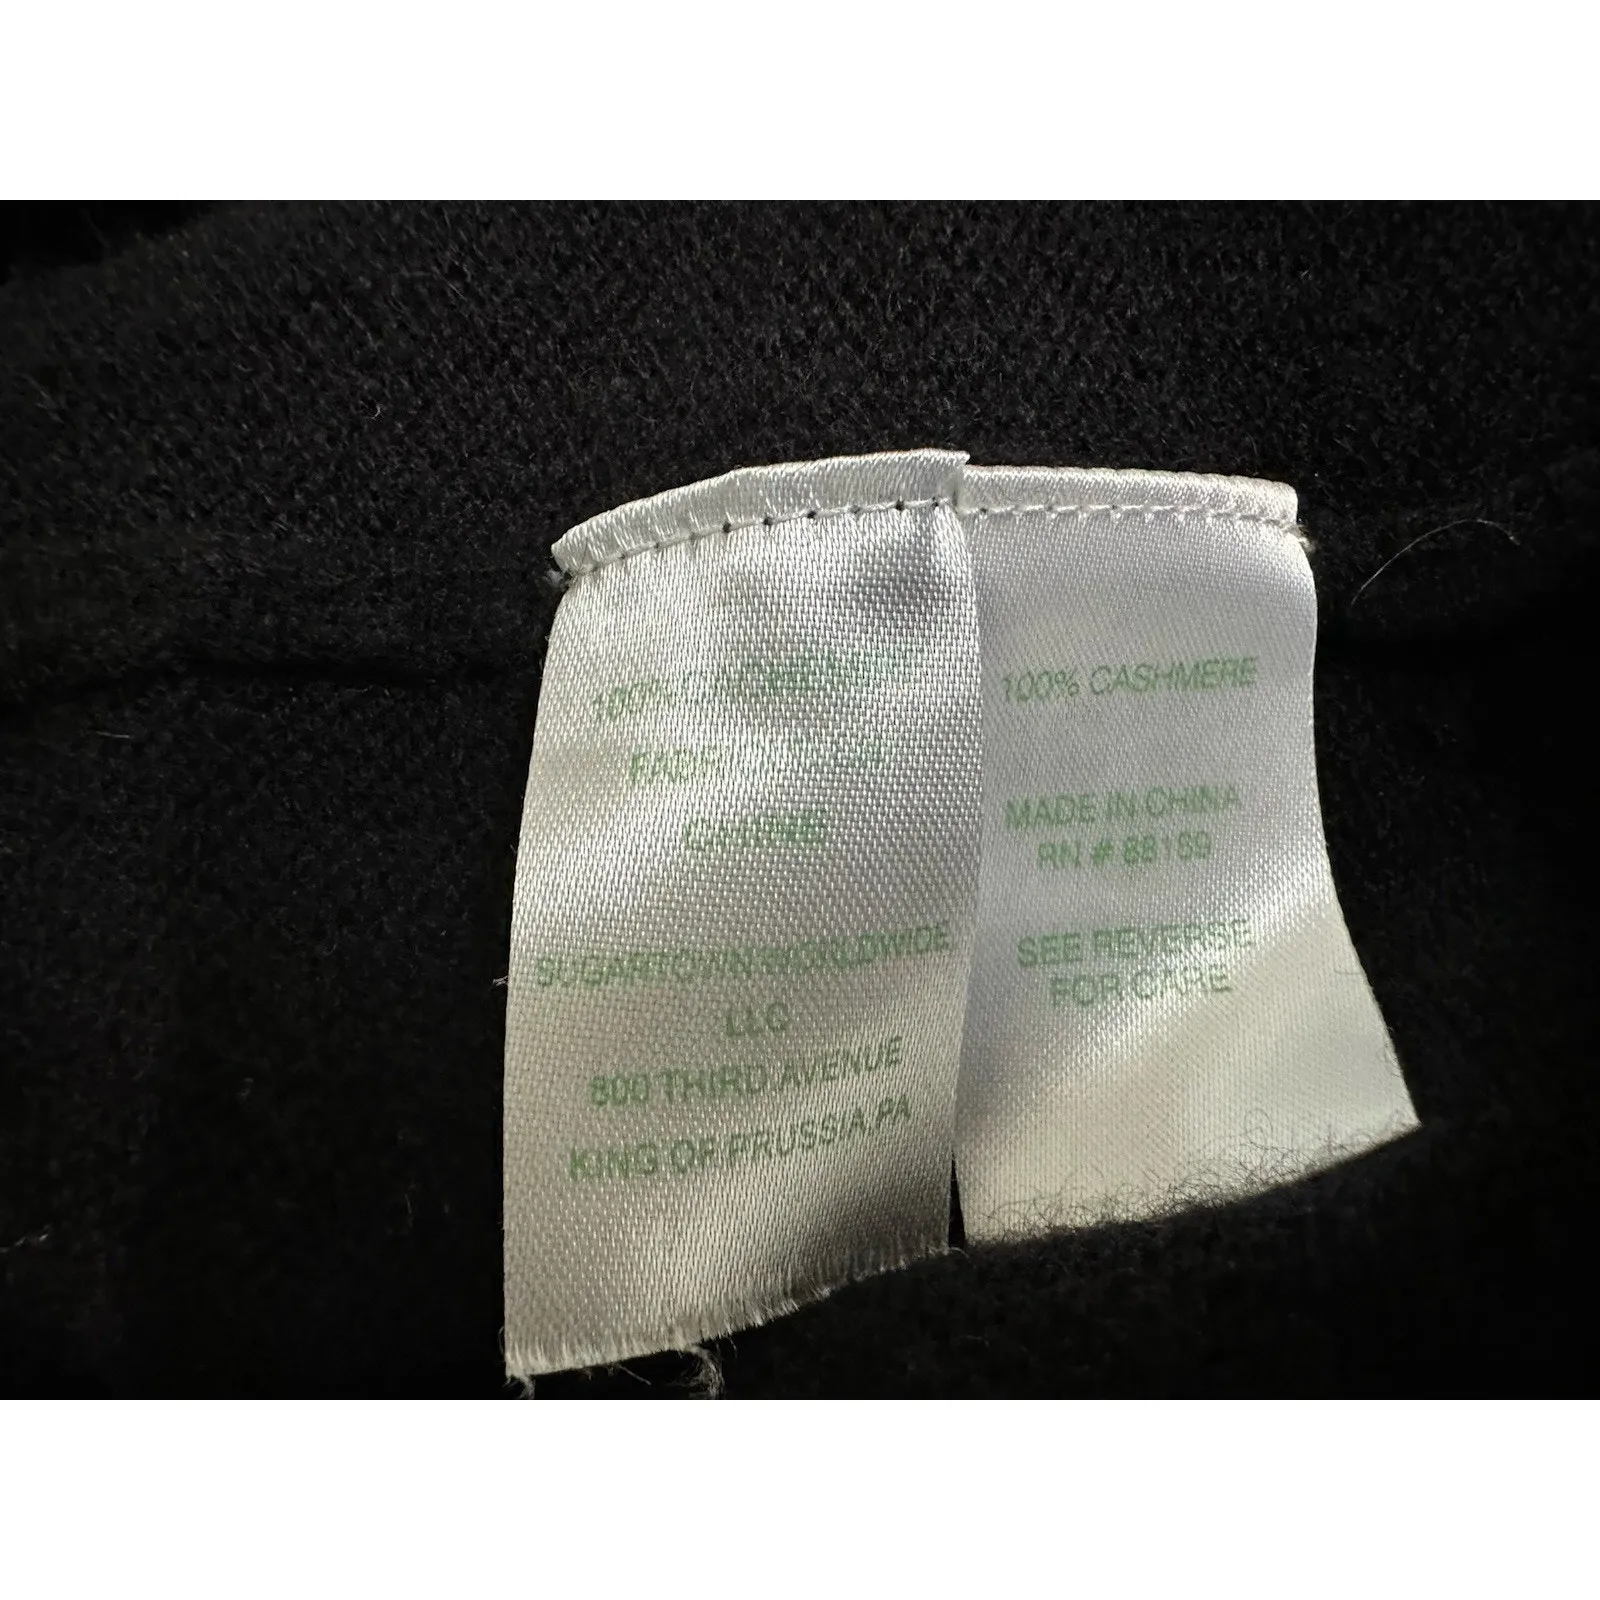 100%
SUGARTOWN WORLDWIDE
LLC
800 THIRD AVENUE
KING OF PRUSSIA PA
100% CASHMERE
MADE IN CHINA
RN # 88189
SEE REVERSE
FOR CARE